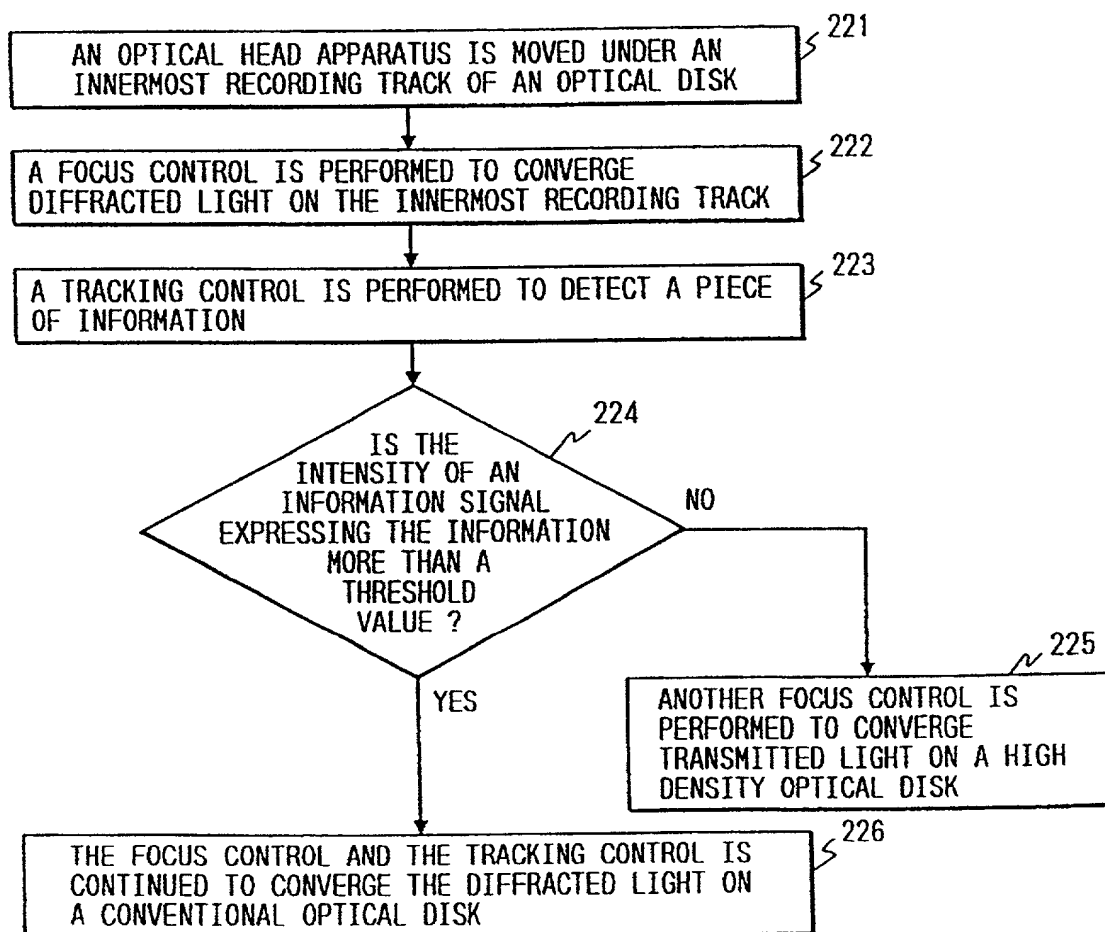 221
AN OPTICAL HEAD APPARATUS IS MOVED UNDER AN
INNERMOST RECORDING TRACK OF AN OPTICAL DISK
222
A FOCUS CONTROL IS PERFORMED TO CONVERGE
DIFFRACTED LIGHT ON THE INNERMOST RECORDING TRACK
223
A TRACKING CONTROL IS PERFORMED TO DETECT A PIECE
OF INFORMATION
224
IS THE
INTENSITY OF AN
INFORMATION SIGNAL
EXPRESSING THE INFORMATION
MORE THAN A
THRESHOLD
VALUE ?
NO
YES
225
ANOTHER FOCUS CONTROL IS
PERFORMED TO CONVERGE
TRANSMITTED LIGHT ON A HIGH
DENSITY OPTICAL DISK
226
THE FOCUS CONTROL AND THE TRACKING CONTROL IS
CONTINUED TO CONVERGE THE DIFFRACTED LIGHT ON
A CONVENTIONAL OPTICAL DISK